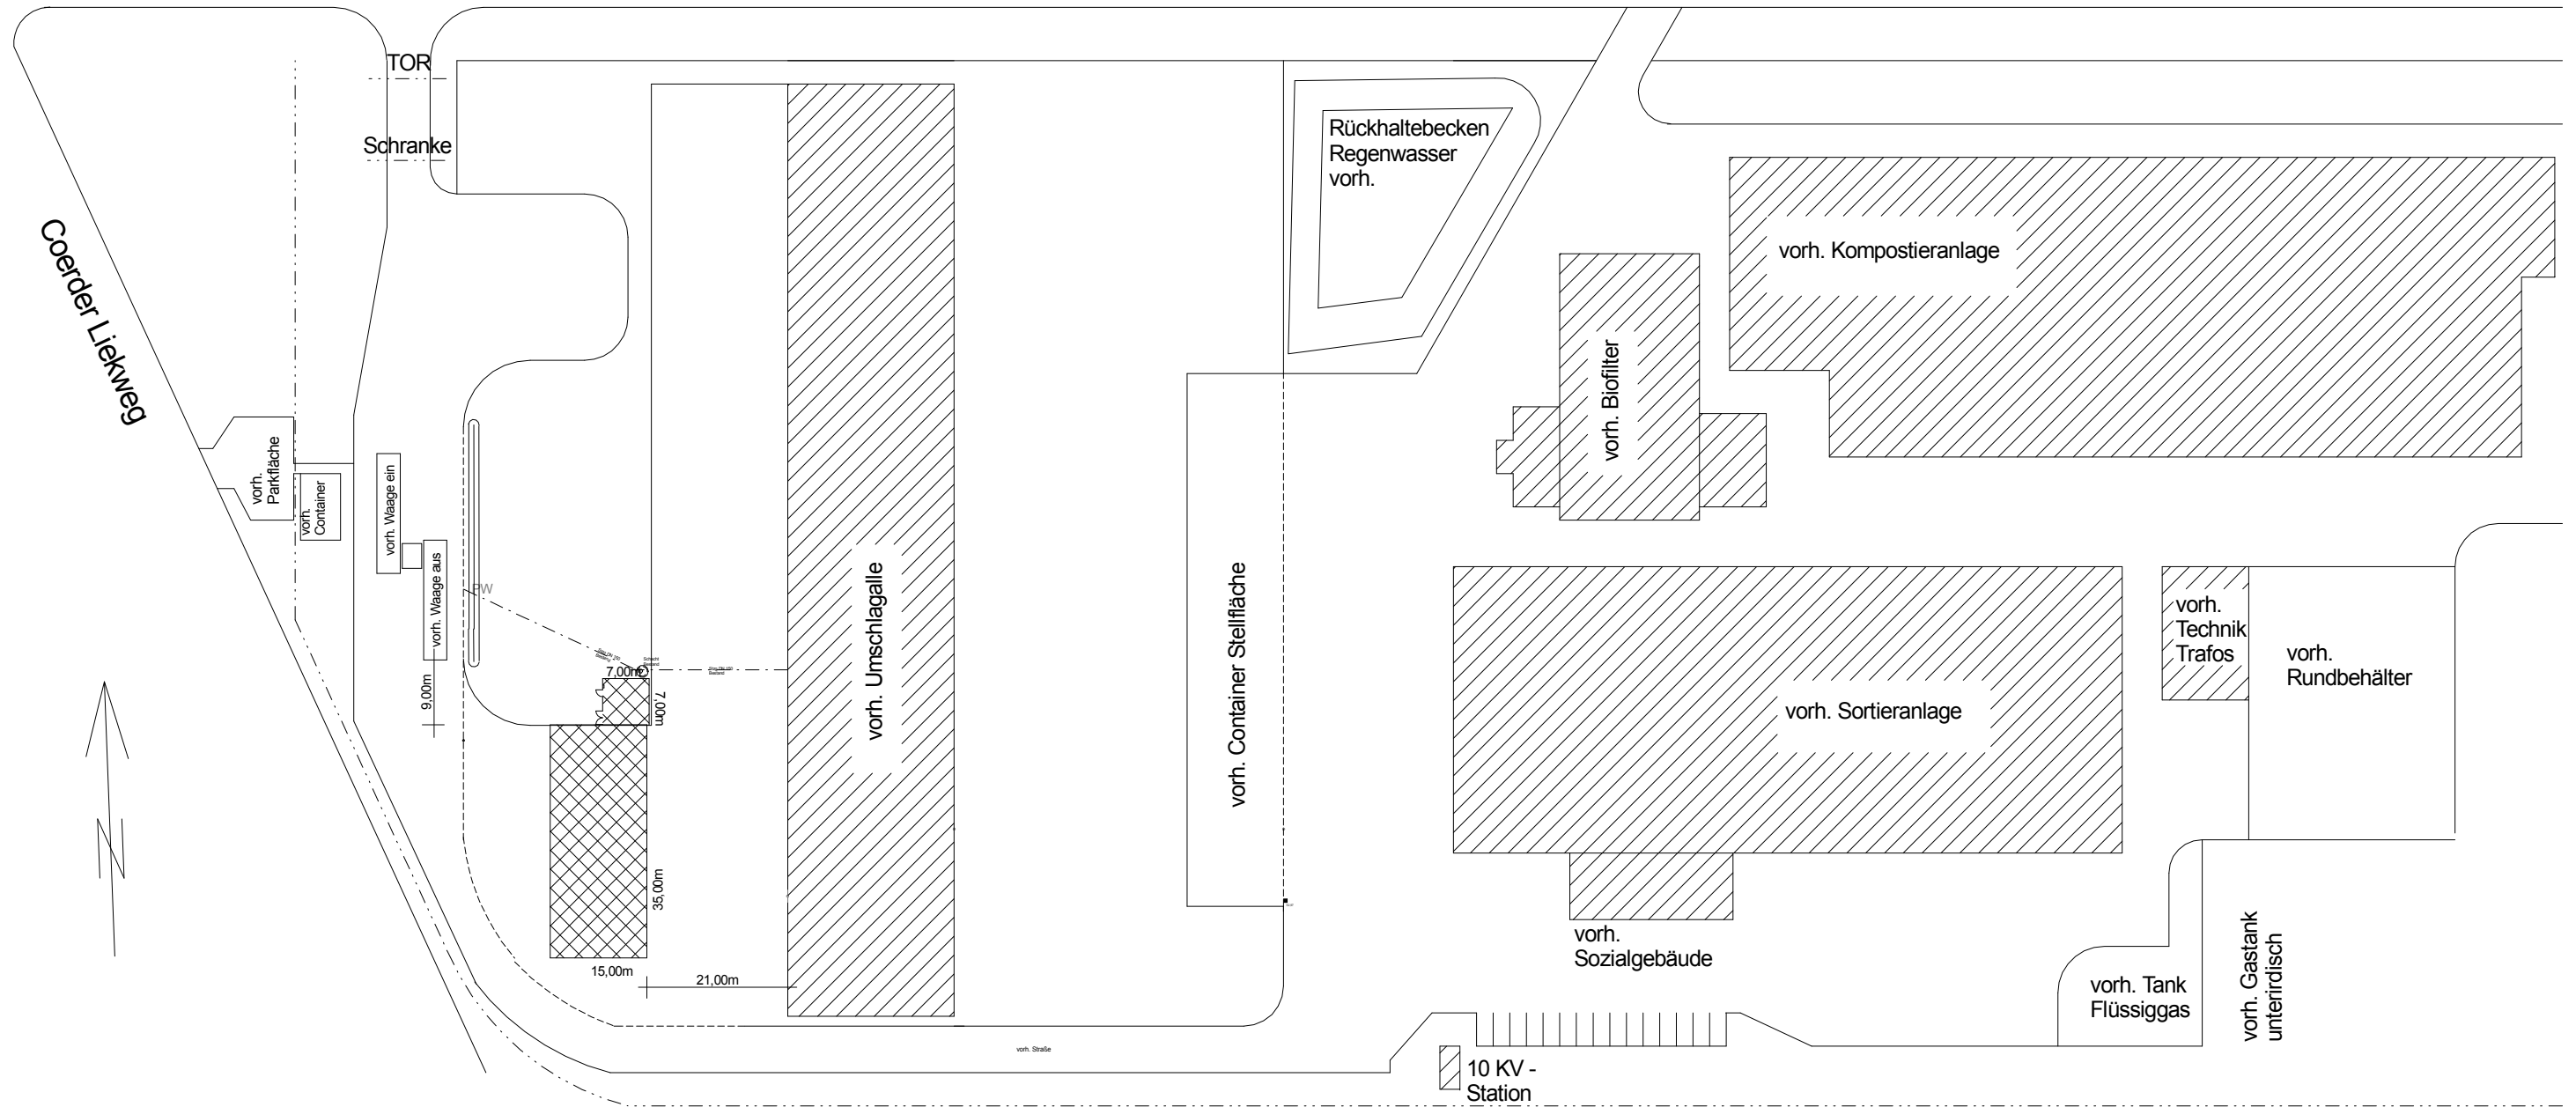 TOR
Schranke
Coerder Liekweg
vorh.
Parkfläche
vorh.
Container
vorh. Waage ein
vorh. Waage aus
9,00m
PW
Schacht
Bestand
7,00m
7,00m
35,00m
15,00m
21,00m
vorh. Umschlagalle
vorh. Container Stellfläche
Rückhaltebecken
Regenwasser
vorh.
vorh. Biofilter
vorh. Kompostieranlage
vorh. Sortieranlage
vorh.
Technik
Trafos
vorh.
Rundbehälter
vorh.
Sozialgebäude
vorh. Tank
Flüssiggas
vorh. Gastank
unterirdisch
10 KV -
Station
vorh. Straße
N